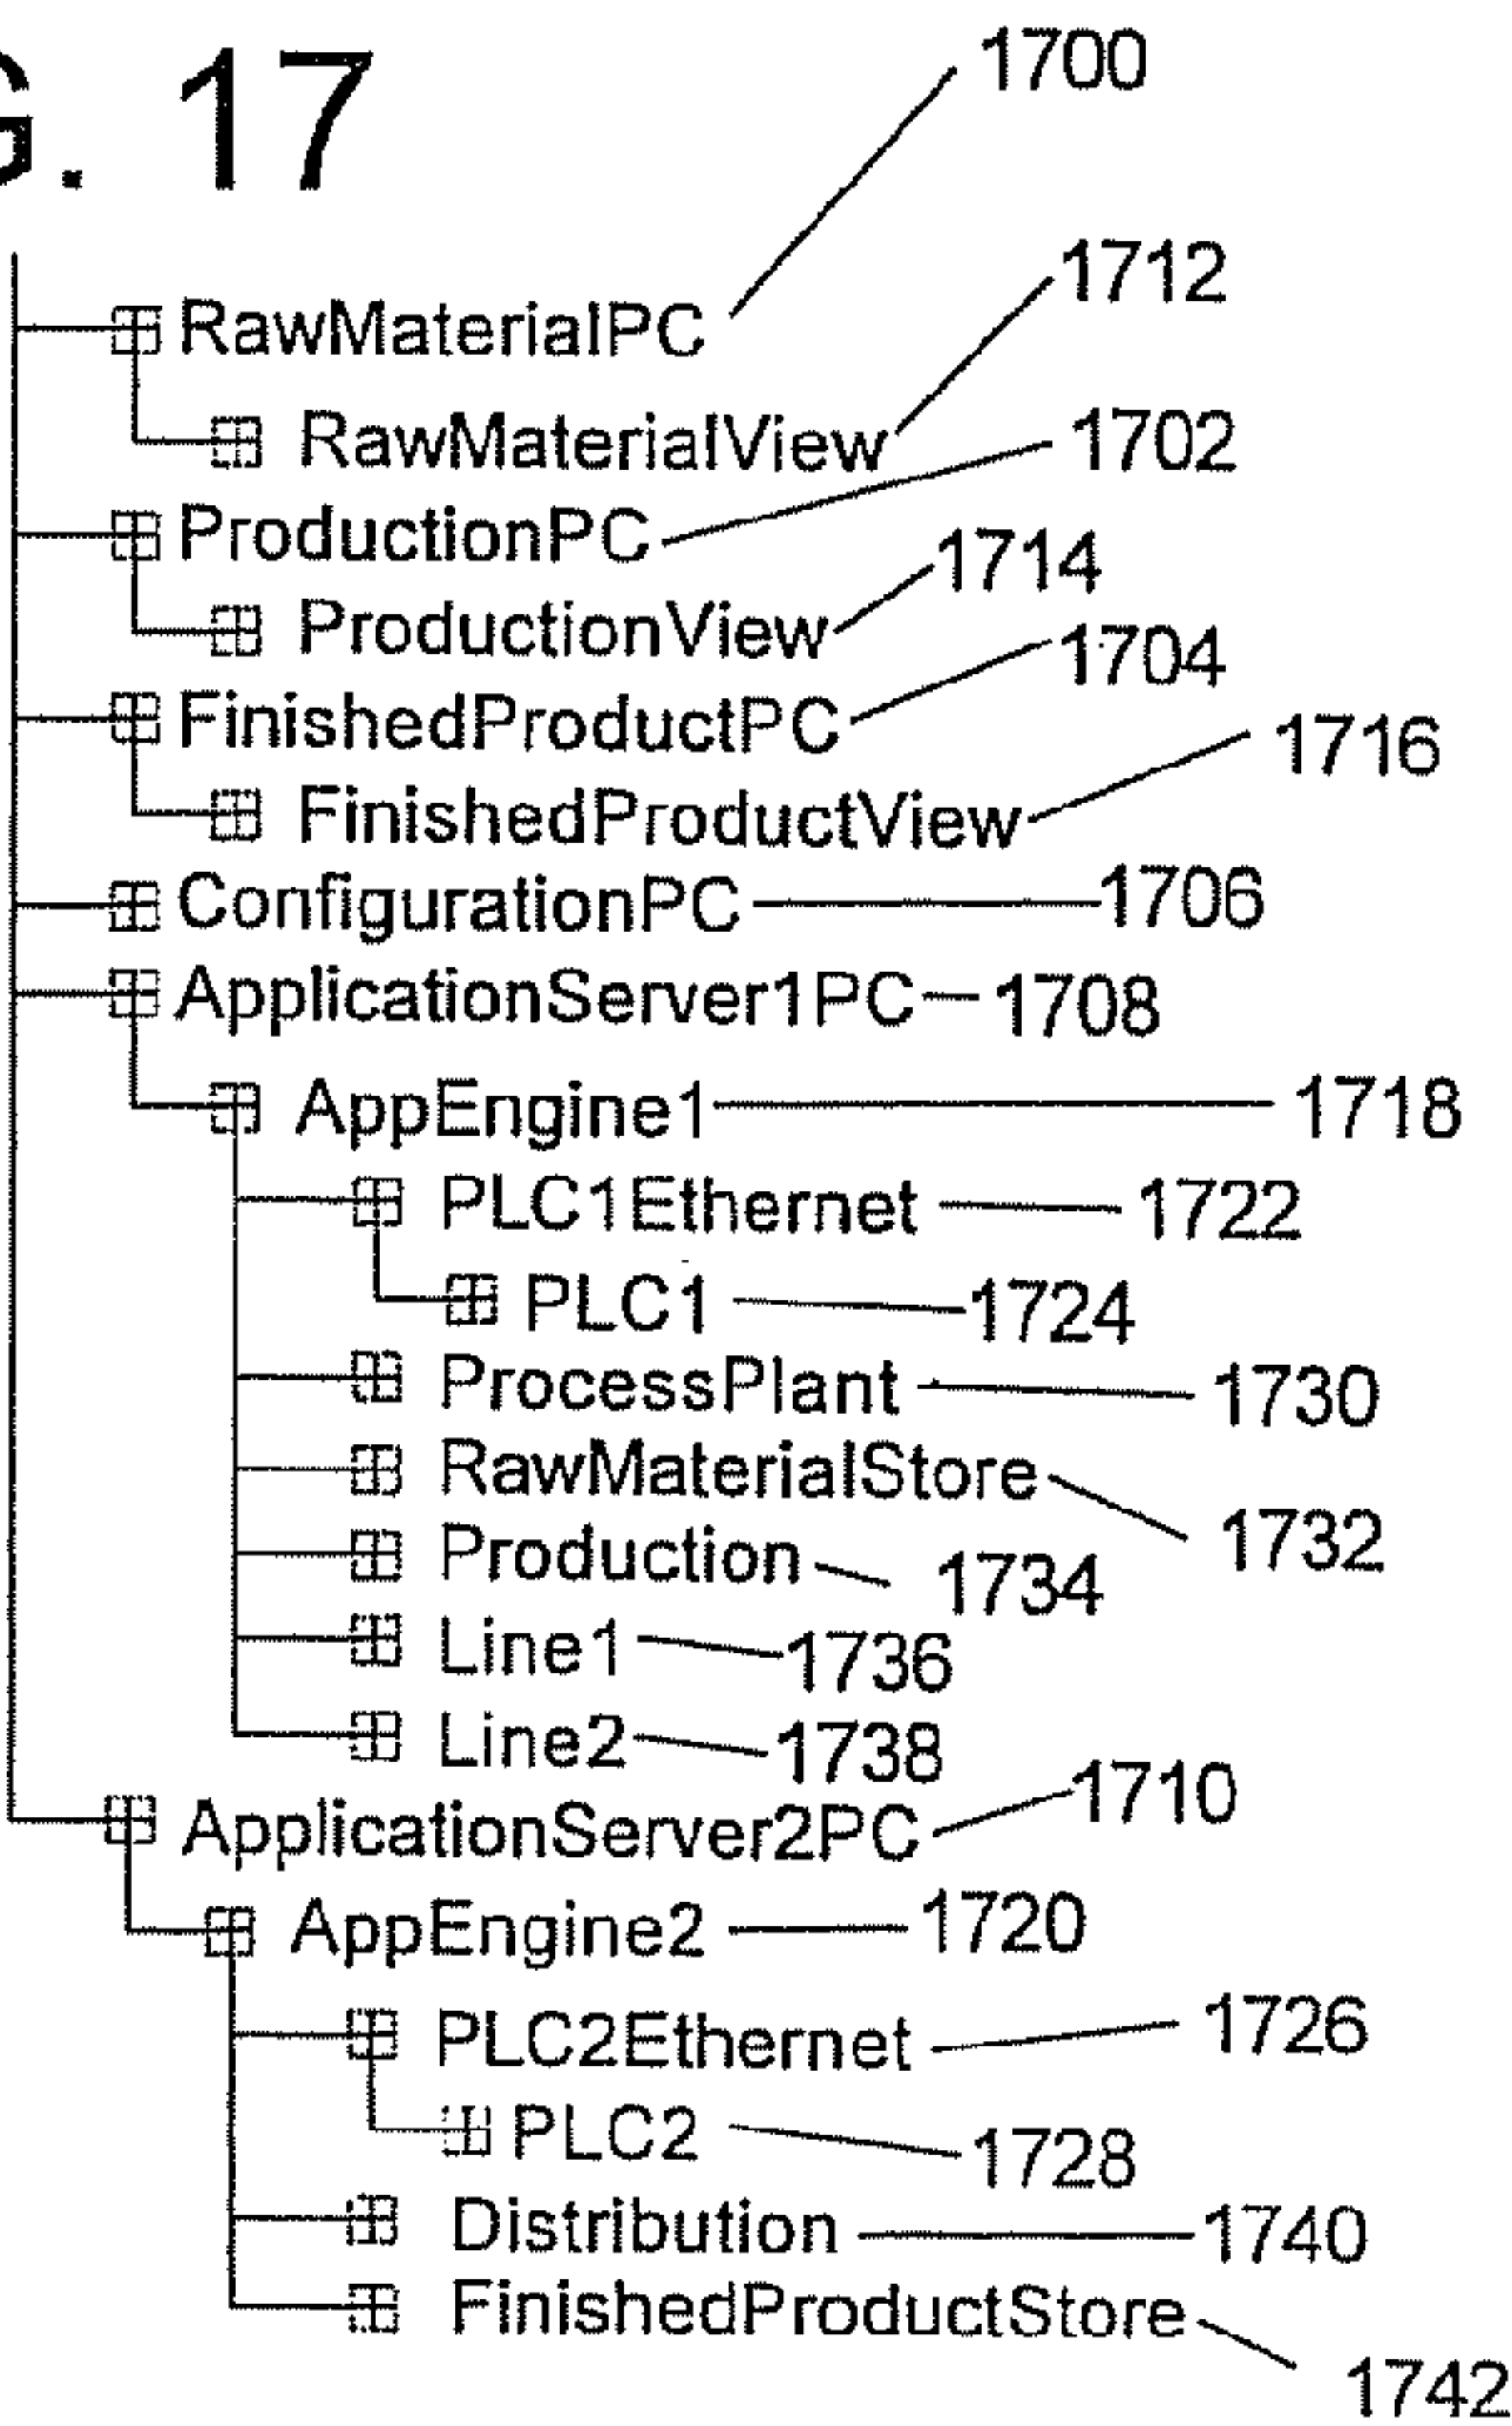 G. 17
1700
RawMaterialPC
1712
RawMaterialView
1702
ProductionPC
1714
ProductionView
1704
FinishedProductPC
1716
FinishedProductView
ConfigurationPC 1706
ApplicationServer1PC 1708
AppEngine1 1718
PLC1Ethernet 1722
PLC1 1724
ProcessPlant 1730
RawMaterialStore
1732
Production 1734
Line1 1736
Line2 1738
1710
ApplicationServer2PC
AppEngine2 1720
PLC2Ethernet 1726
PLC2 1728
Distribution 1740
FinishedProductStore
1742